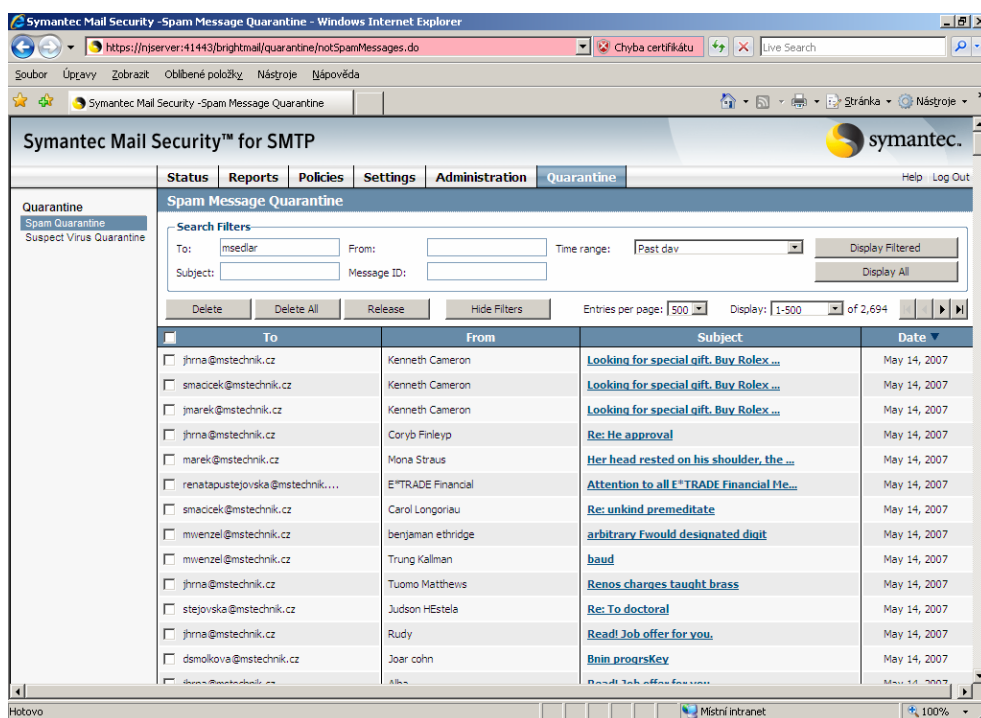 Symantec Mail Security -Spam Message Quarantine - Windows Internet Explorer
https://njserver:41443/brightmail/quarantine/notSpamMessages.do Chyba certifikátu Live Search
Soubor Úpravy Zobrazit Oblíbené položky Nástroje Nápověda
Symantec Mail Security -Spam Message Quarantine Stránka Nástroje
Symantec Mail Security™ for SMTP symantec.
Status Reports Policies Settings Administration Quarantine Help Log Out
Quarantine
Spam Quarantine
Suspect Virus Quarantine
Spam Message Quarantine
Search Filters
To: msedlar From: Time range: Past day Display Filtered
Subject: Message ID: Display All
Delete Delete All Release Hide Filters Entries per page: 500 Display: 1-500 of 2,694
To From Subject Date
jhrna@mstechnik.cz Kenneth Cameron Looking for special gift. Buy Rolex ... May 14, 2007
smacicek@mstechnik.cz Kenneth Cameron Looking for special gift. Buy Rolex ... May 14, 2007
jmarek@mstechnik.cz Kenneth Cameron Looking for special gift. Buy Rolex ... May 14, 2007
jhrna@mstechnik.cz Coryb Finleyp Re: He approval May 14, 2007
marek@mstechnik.cz Mona Straus Her head rested on his shoulder, the ... May 14, 2007
renatapustejovska@mstechnik.... E*TRADE Financial Attention to all E*TRADE Financial Me... May 14, 2007
smacicek@mstechnik.cz Carol Longoriau Re: unkind premeditate May 14, 2007
mwenzel@mstechnik.cz benjaman ethridge arbitrary Fwould designated digit May 14, 2007
mwenzel@mstechnik.cz Trung Kallman baud May 14, 2007
jhrna@mstechnik.cz Tuomo Matthews Renos charges taught brass May 14, 2007
stejovska@mstechnik.cz Judson HEstela Re: To doctoral May 14, 2007
jhrna@mstechnik.cz Rudy Read! Job offer for you. May 14, 2007
dsmolkova@mstechnik.cz Joar cohn Bnin progrsKey May 14, 2007
jhrna@mstechnik.cz Alba Read! Job offer for you. May 14, 2007
Hotovo Místní intranet 100%